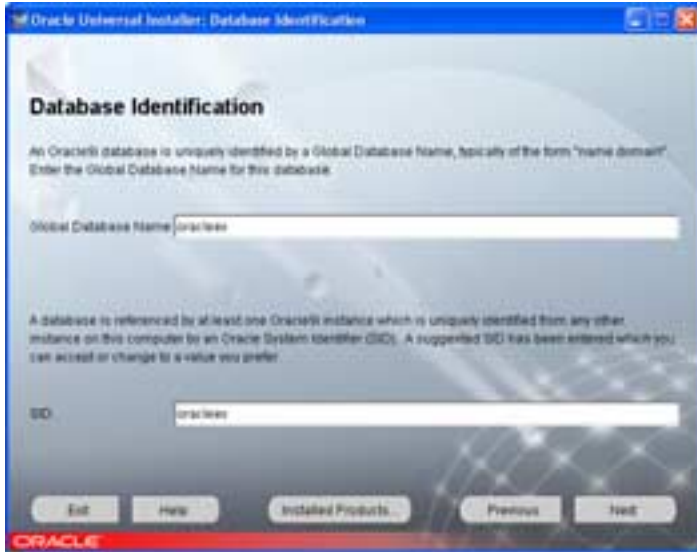 Oracle Universal Installer: Database Identification
Database Identification
An Oracle9i database is uniquely identified by a Global Database Name, typically of the form "name.domain".
Enter the Global Database Name for this database.
Global Database Name:
A database is referenced by at least one Oracle9i instance which is uniquely identified from any other
instance on this computer by an Oracle System Identifier (SID). A suggested SID has been entered which you
can accept or change to a value you prefer.
SID:
Exit
Help
Installed Products...
Previous
Next
ORACLE